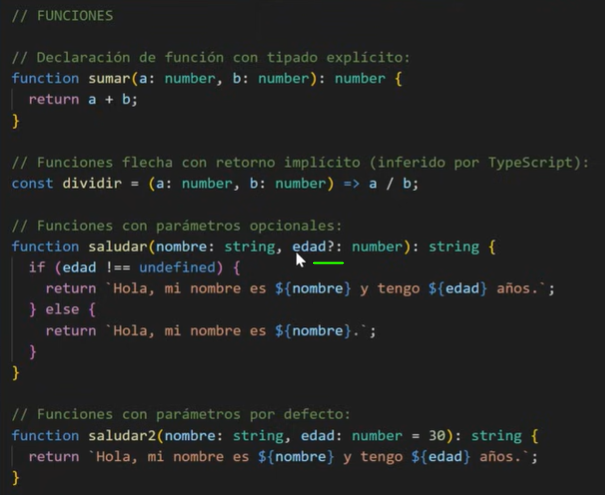 // FUNCIONES
// Declaración de función con tipado explícito:
function sumar(a: number, b: number): number {
return a + b;
}
// Funciones flecha con retorno implícito (inferido por TypeScript):
const dividir = (a: number, b: number) => a / b;
// Funciones con parámetros opcionales:
function saludar(nombre: string, edad?: number): string {
if (edad !== undefined) {
return `Hola, mi nombre es ${nombre} y tengo ${edad} años.`;
} else {
return `Hola, mi nombre es ${nombre}.`;
}
}
// Funciones con parámetros por defecto:
function saludar2(nombre: string, edad: number = 30): string {
return `Hola, mi nombre es ${nombre} y tengo ${edad} años.`;
}